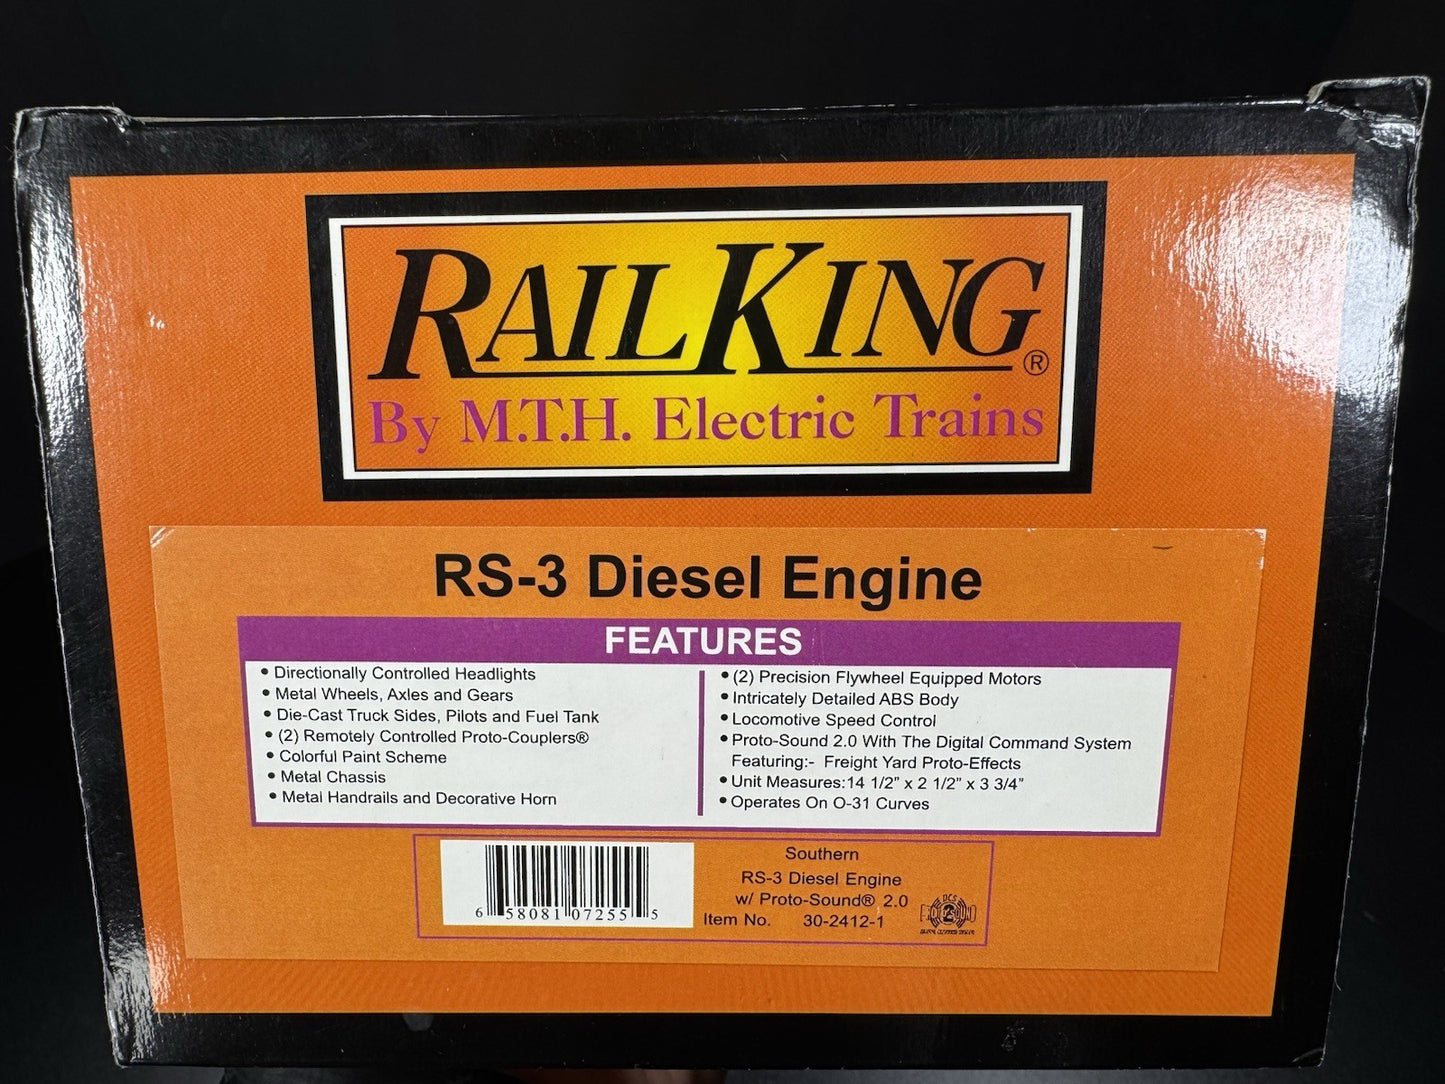 RAILKING®
By M.T.H. Electric Trains
RS-3 Diesel Engine
FEATURES
• Directionally Controlled Headlights
• Metal Wheels, Axles and Gears
• Die-Cast Truck Sides, Pilots and Fuel Tank
• (2) Remotely Controlled Proto-Couplers®
• Colorful Paint Scheme
• Metal Chassis
• Metal Handrails and Decorative Horn
• (2) Precision Flywheel Equipped Motors
• Intricately Detailed ABS Body
• Locomotive Speed Control
• Proto-Sound 2.0 With The Digital Command System
Featuring:- Freight Yard Proto-Effects
• Unit Measures:14 1/2” x 2 1/2” x 3 3/4”
• Operates On O-31 Curves
6 58081 07255 5
Southern
RS-3 Diesel Engine
w/ Proto-Sound® 2.0
Item No. 30-2412-1
DCS